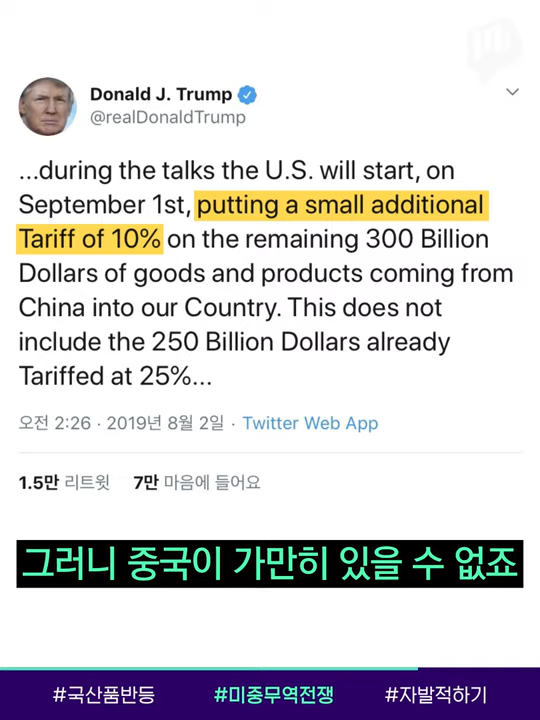 Donald J. Trump
@realDonaldTrump
...during the talks the U.S. will start, on
September 1st, putting a small additional
Tariff of 10% on the remaining 300 Billion
Dollars of goods and products coming from
China into our Country. This does not
include the 250 Billion Dollars already
Tariffed at 25%...
오전 2:26 · 2019년 8월 2일 · Twitter Web App
1.5만 리트윗 7만 마음에 들어요
그러니 중국이 가만히 있을 수 없죠
#국산품반등 #미중무역전쟁 #자발적하기